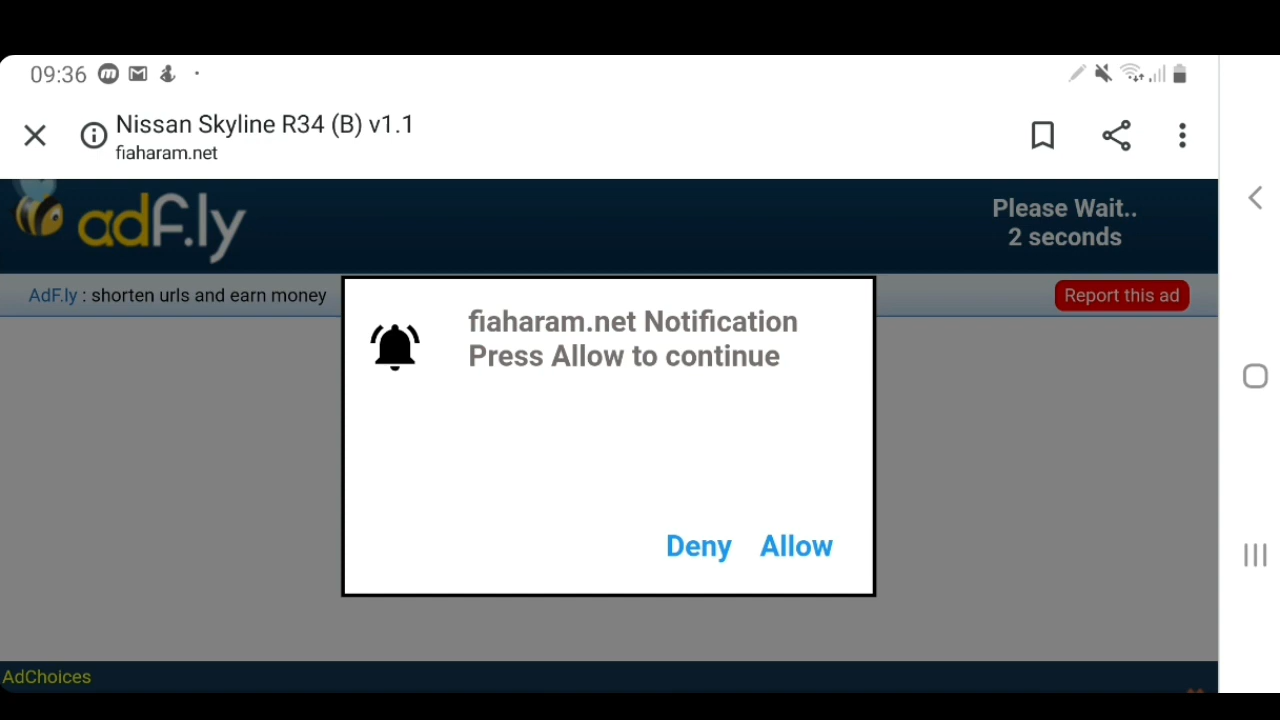 09:36
Nissan Skyline R34 (B) v1.1
fiaharam.net
adf.ly
Please Wait..
2 seconds
AdF.ly : shorten urls and earn money
Report this ad
fiaharam.net Notification
Press Allow to continue
Deny Allow
AdChoices